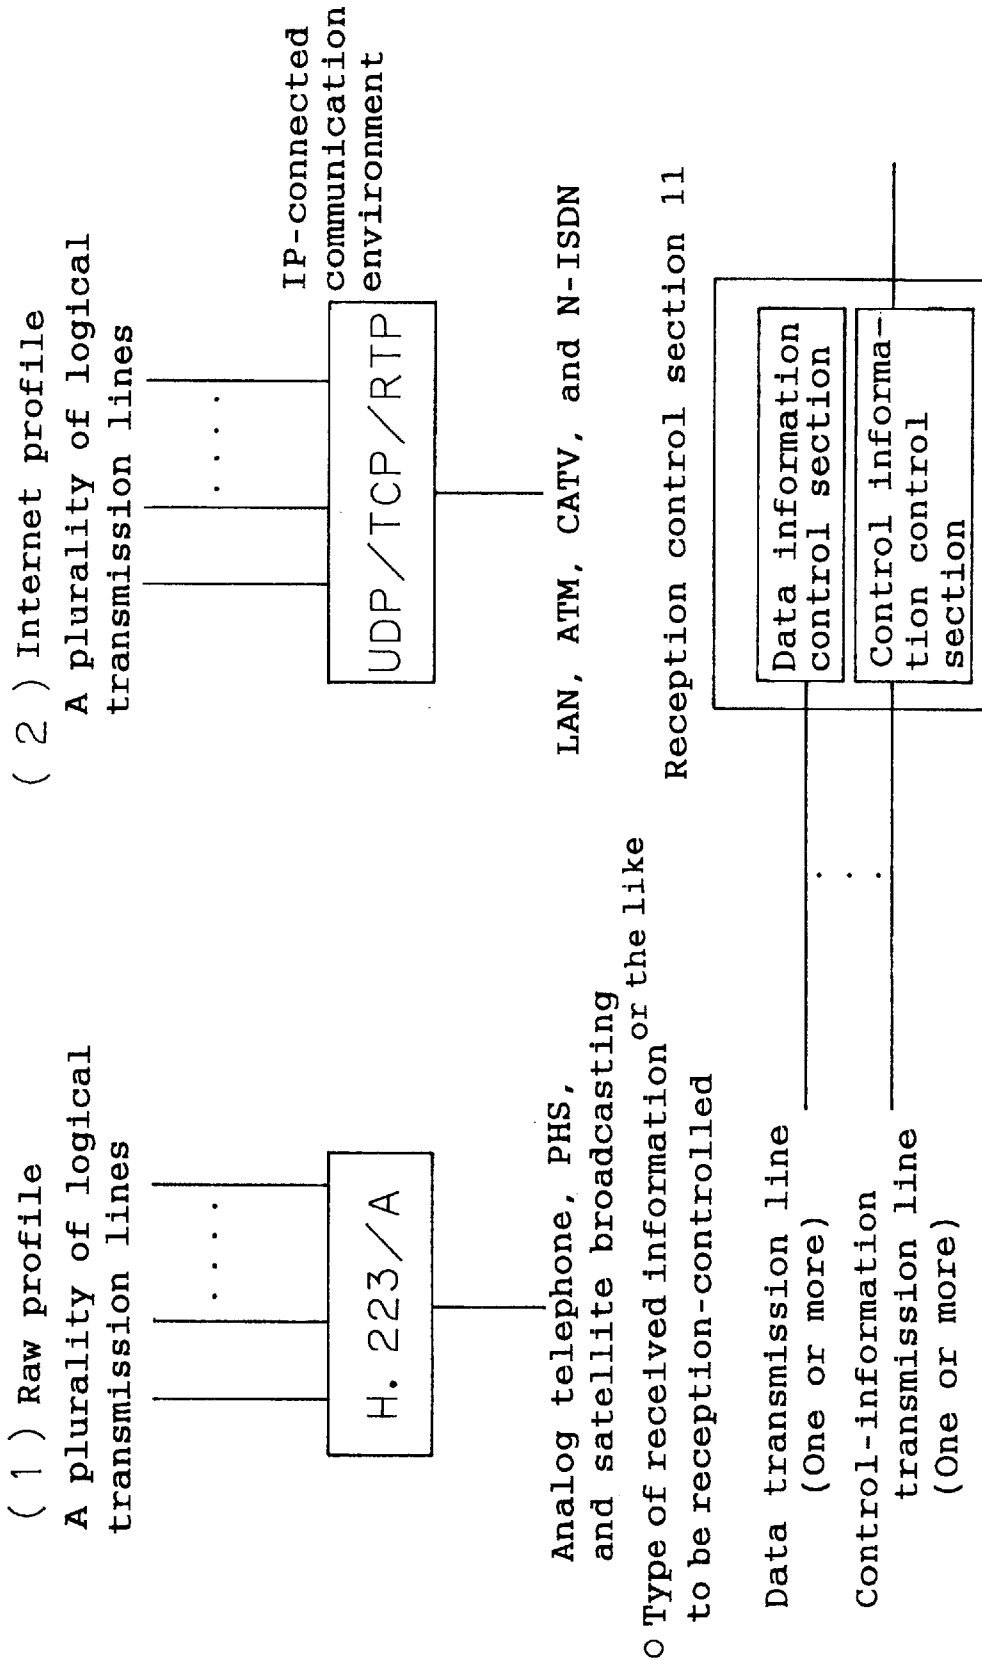 ( 1 ) Raw profile
A plurality of logical
transmission lines
. . . .
H. 223/A
Analog telephone, PHS,
and satellite broadcasting
or the like
( 2 ) Internet profile
A plurality of logical
transmission lines
. . . .
IP-connected
communication
environment
UDP/TCP/RTP
LAN, ATM, CATV, and N-ISDN
○ Type of received information
to be reception-controlled
Reception control section 11
Data transmission line
(One or more)
. . .
Control-information
transmission line
(One or more)
Data information
control section
Control informa-
tion control
section